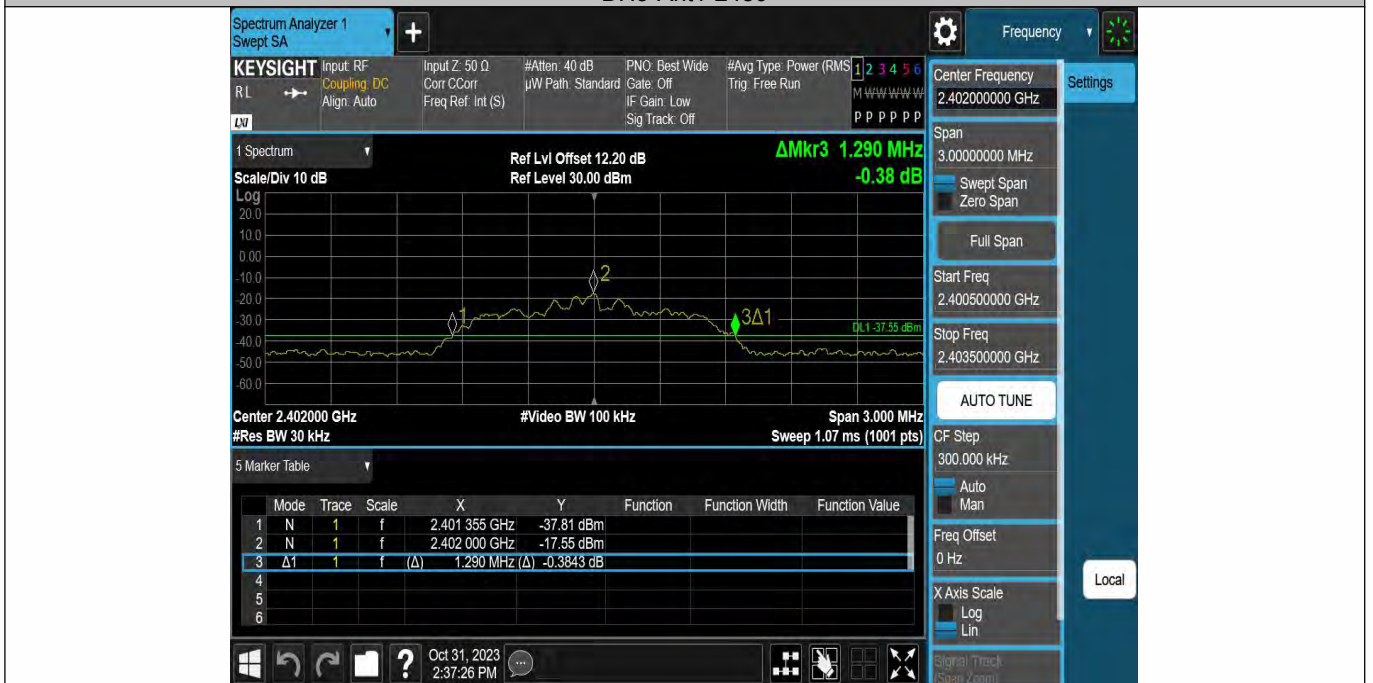 Spectrum Analyzer 1
Swept SA
+
Frequency
KEYSIGHT
RL
LXI
Input: RF
Coupling: DC
Align: Auto
Input Z: 50 Ω
Corr CCorr
Freq Ref: Int (S)
#Atten: 40 dB
µW Path: Standard
PNO: Best Wide
Gate: Off
IF Gain: Low
Sig Track: Off
#Avg Type: Power (RMS
Trig: Free Run
1 2 3 4 5 6
M W W W W W
P P P P P P
1 Spectrum
Scale/Div 10 dB
Ref Lvl Offset 12.20 dB
Ref Level 30.00 dBm
ΔMkr3 1.290 MHz
-0.38 dB
Log
20.0
10.0
0.00
-10.0
-20.0
-30.0
-40.0
-50.0
-60.0
1
2
3Δ1
DL1 -37.55 dBm
Center 2.402000 GHz
#Video BW 100 kHz
Span 3.000 MHz
#Res BW 30 kHz
Sweep 1.07 ms (1001 pts)
5 Marker Table
Mode Trace Scale X Y Function Function Width Function Value
1 N 1 f 2.401 355 GHz -37.81 dBm
2 N 1 f 2.402 000 GHz -17.55 dBm
3 Δ1 1 f (Δ) 1.290 MHz (Δ) -0.3843 dB
4
5
6
Oct 31, 2023
2:37:26 PM
Center Frequency
2.402000000 GHz
Settings
Span
3.00000000 MHz
Swept Span
Zero Span
Full Span
Start Freq
2.400500000 GHz
Stop Freq
2.403500000 GHz
AUTO TUNE
CF Step
300.000 kHz
Auto
Man
Freq Offset
0 Hz
X Axis Scale
Log
Lin
Signal Track
(Span Zoom)
Local